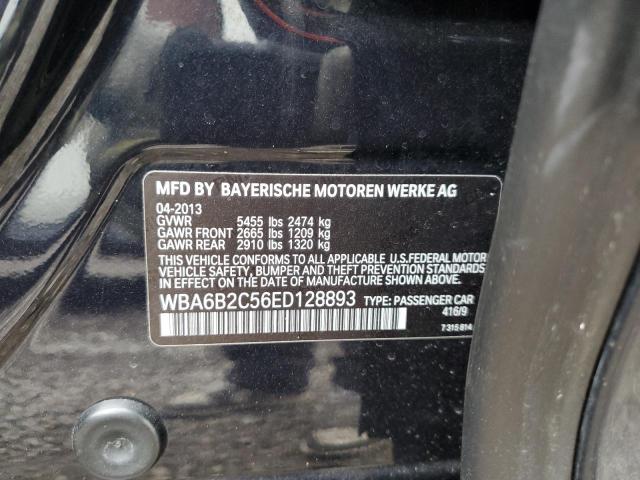 MFD BY BAYERISCHE MOTOREN WERKE AG
04-2013
GVWR 5455 lbs 2474 kg
GAWR FRONT 2665 lbs 1209 kg
GAWR REAR 2910 lbs 1320 kg
THIS VEHICLE CONFORMS TO ALL APPLICABLE U.S.FEDERAL MOTOR
VEHICLE SAFETY, BUMPER AND THEFT PREVENTION STANDARDS
IN EFFECT ON THE DATE OF MANUFACTURE SHOWN ABOVE.
WBA6B2C56ED128893 TYPE: PASSENGER CAR
416/9
7 315 814